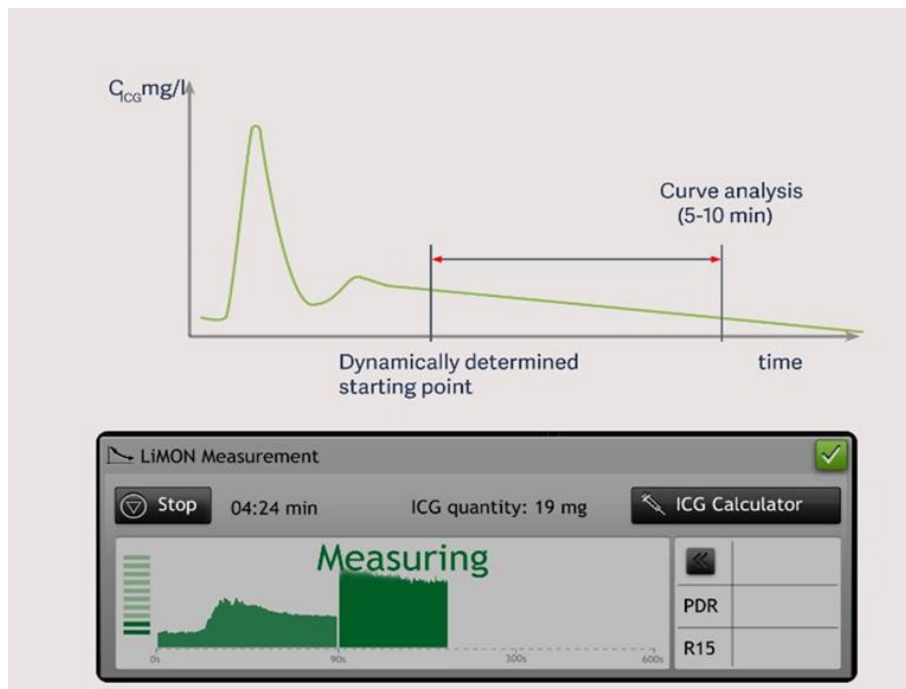 C ICG mg/l
Curve analysis
(5-10 min)
Dynamically determined
starting point
time
LiMON Measurement
Stop
04:24 min
ICG quantity: 19 mg
ICG Calculator
Measuring
PDR
R15
0s
90s
300s
600s